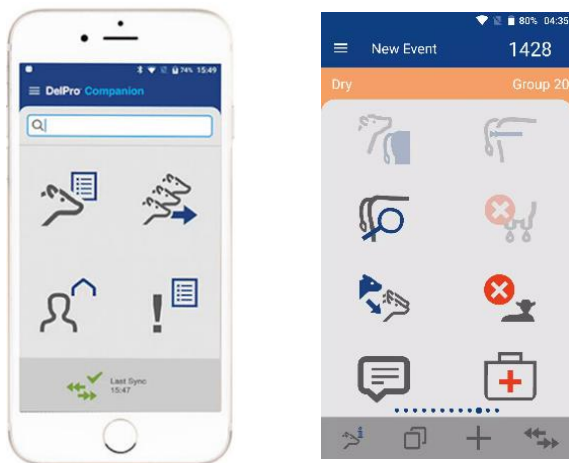 74% 15:49
DelPro Companion
Last Sync
15:47
80% 04:35
New Event 1428
Dry Group 20